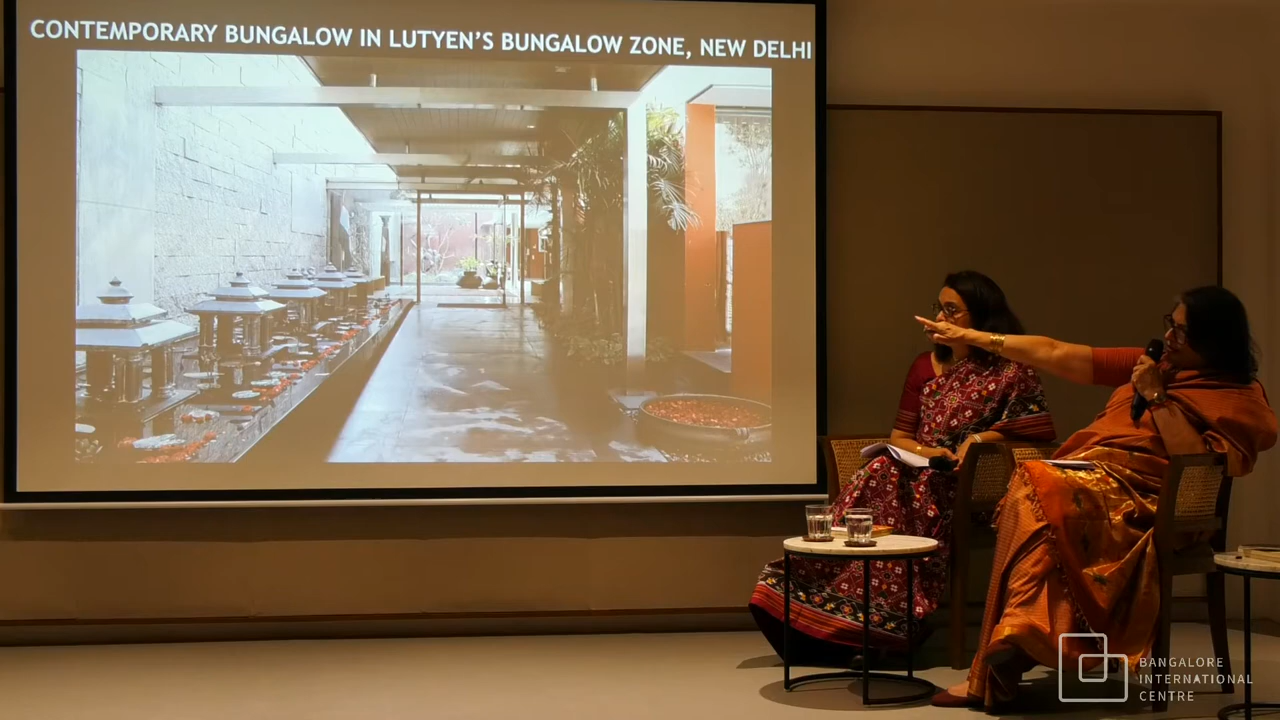 CONTEMPORARY BUNGALOW IN LUTYEN'S BUNGALOW ZONE, NEW DELHI
BANGALORE
INTERNATIONAL
CENTRE